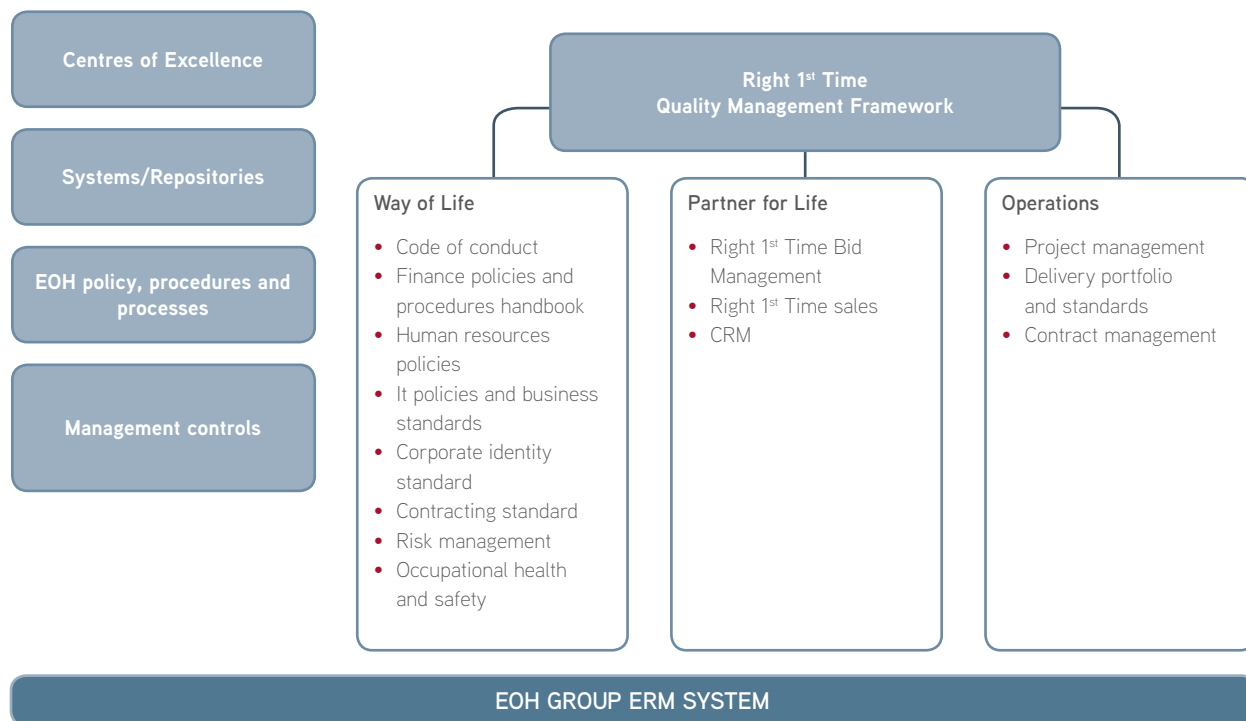 Centres of Excellence
Systems/Repositories
EOH policy, procedures and
processes
Management controls
Right 1st Time
Quality Management Framework
Way of Life
• Code of conduct
• Finance policies and
procedures handbook
• Human resources
policies
• It policies and business
standards
• Corporate identity
standard
• Contracting standard
• Risk management
• Occupational health
and safety
Partner for Life
• Right 1st Time Bid
Management
• Right 1st Time sales
• CRM
Operations
• Project management
• Delivery portfolio
and standards
• Contract management
EOH GROUP ERM SYSTEM